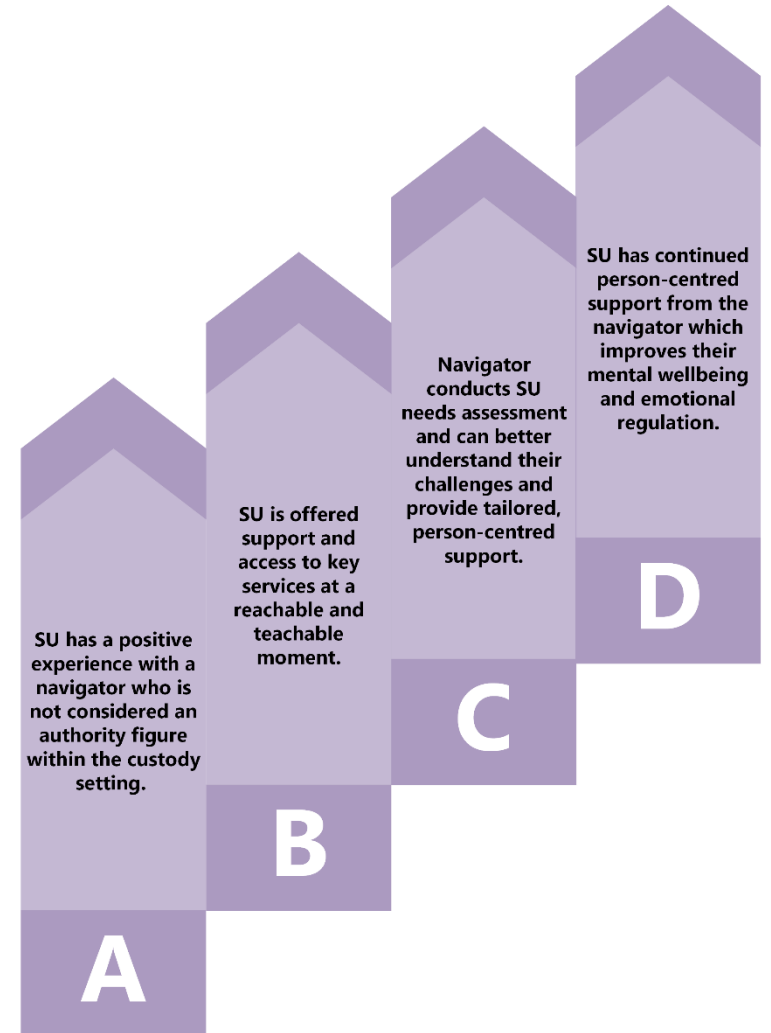 SU has a positive
experience with a
navigator who is
not considered an
authority figure
within the custody
setting.
A
SU is offered
support and
access to key
services at a
reachable and
teachable
moment.
B
Navigator
conducts SU
needs assessment
and can better
understand their
challenges and
provide tailored,
person-centred
support.
C
SU has continued
person-centred
support from the
navigator which
improves their
mental wellbeing
and emotional
regulation.
D